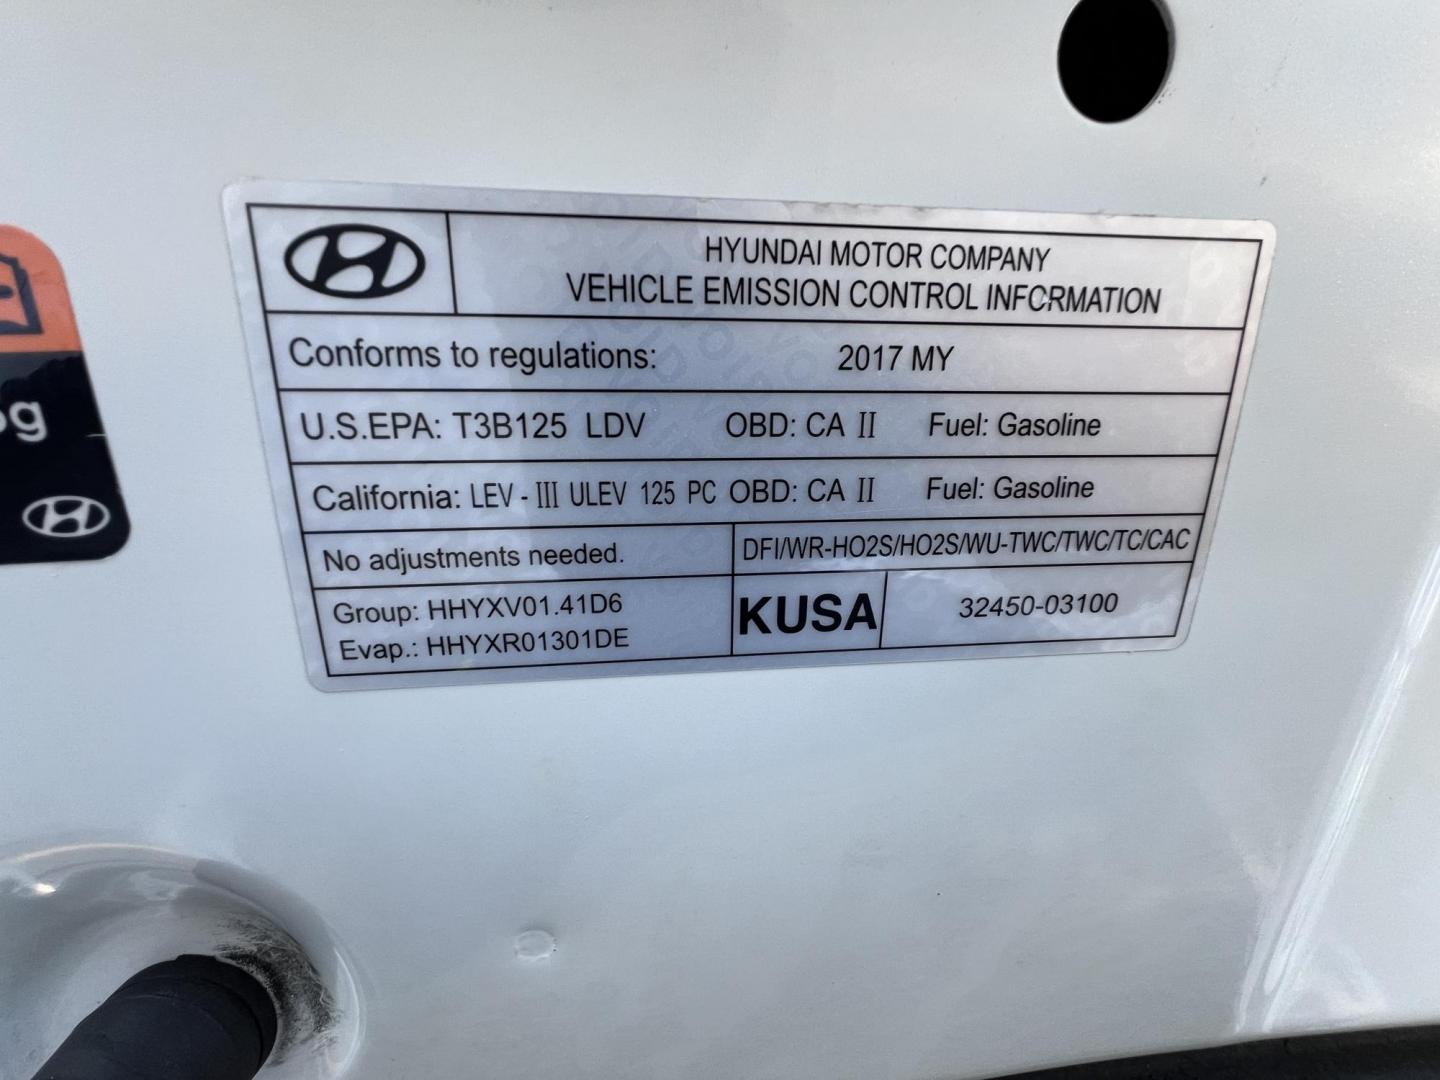 HYUNDAI MOTOR COMPANY
VEHICLE EMISSION CONTROL INFORMATION
Conforms to regulations: 2017 MY
U.S.EPA: T3B125 LDV OBD: CA II Fuel: Gasoline
California: LEV - III ULEV 125 PC OBD: CA II Fuel: Gasoline
No adjustments needed. DFI/WR-HO2S/HO2S/WU-TWC/TWC/TC/CAC
Group: HHYXV01.41D6
Evap.: HHYXR01301DE
KUSA 32450-03100